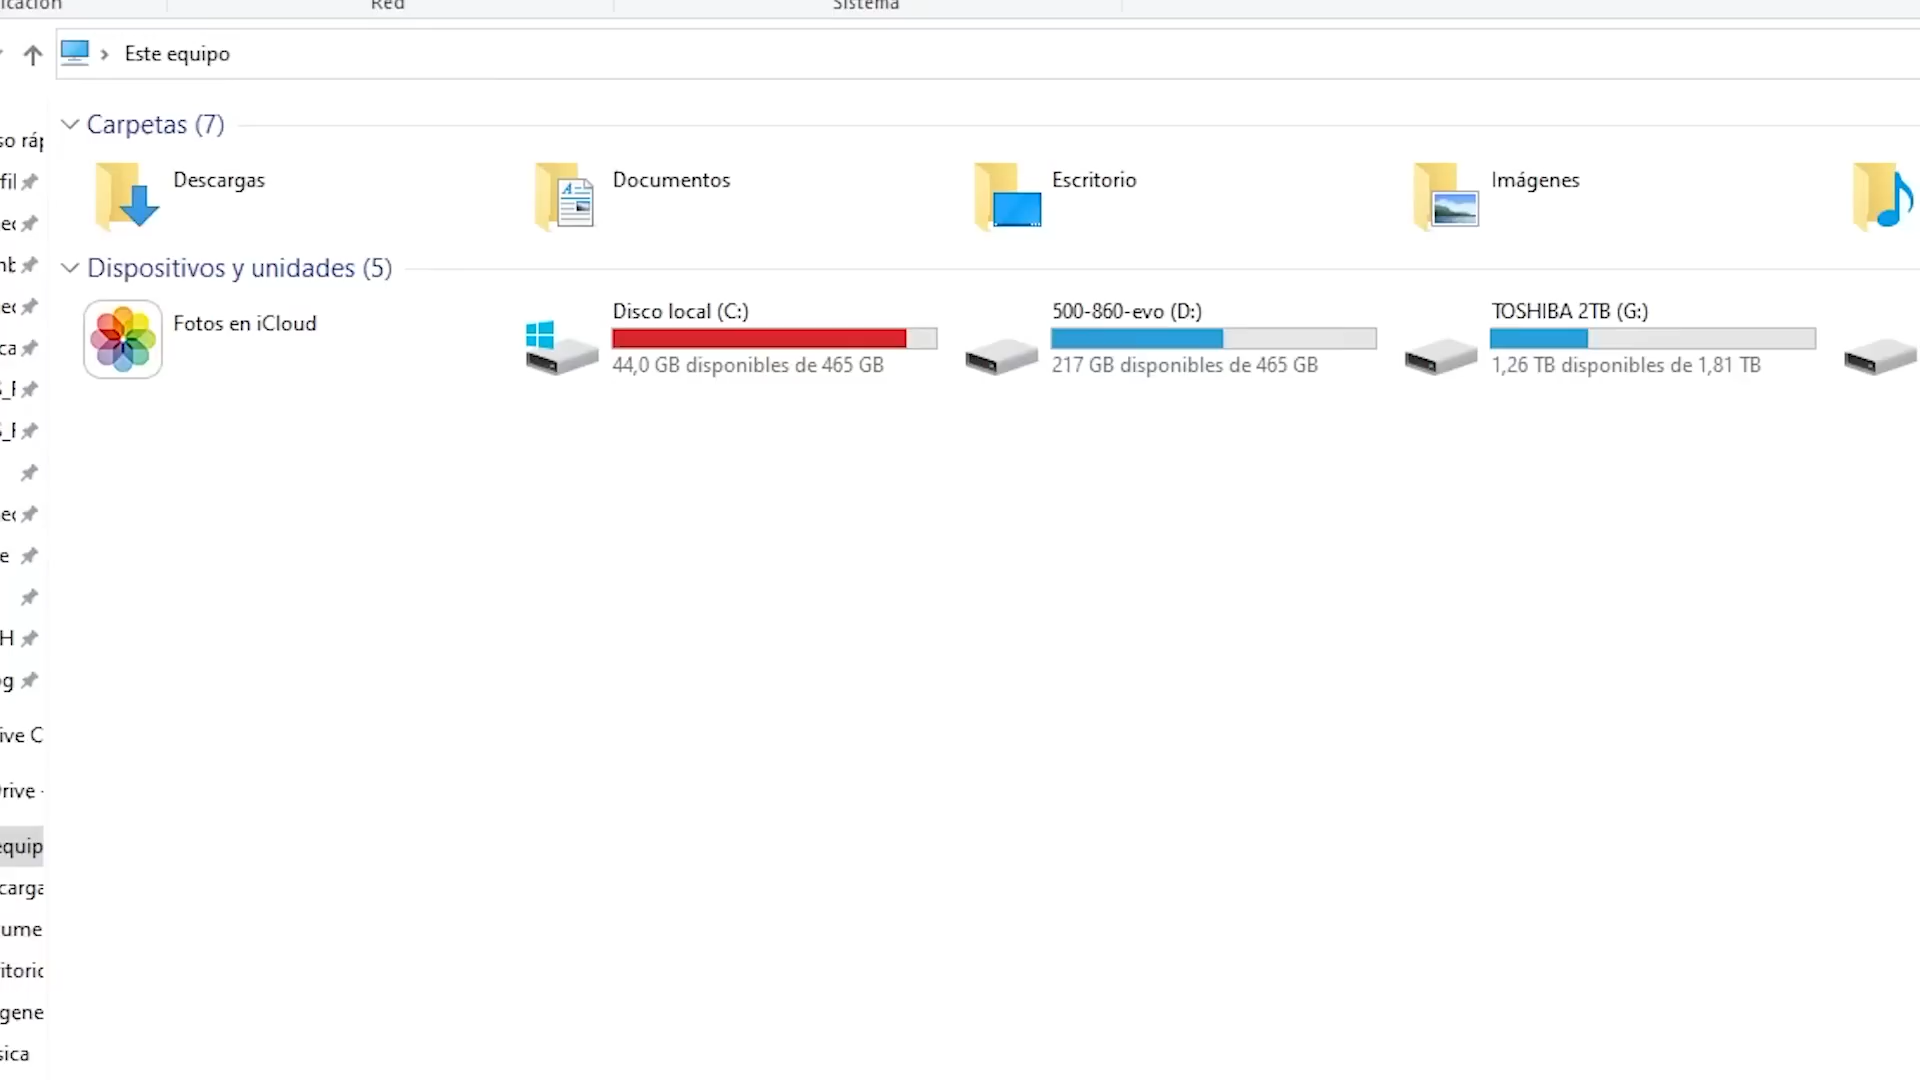 Red
Sistema
Este equipo
Carpetas (7)
Descargas
Documentos
Escritorio
Imágenes
Dispositivos y unidades (5)
Fotos en iCloud
Disco local (C:)
44,0 GB disponibles de 465 GB
500-860-evo (D:)
217 GB disponibles de 465 GB
TOSHIBA 2TB (G:)
1,26 TB disponibles de 1,81 TB